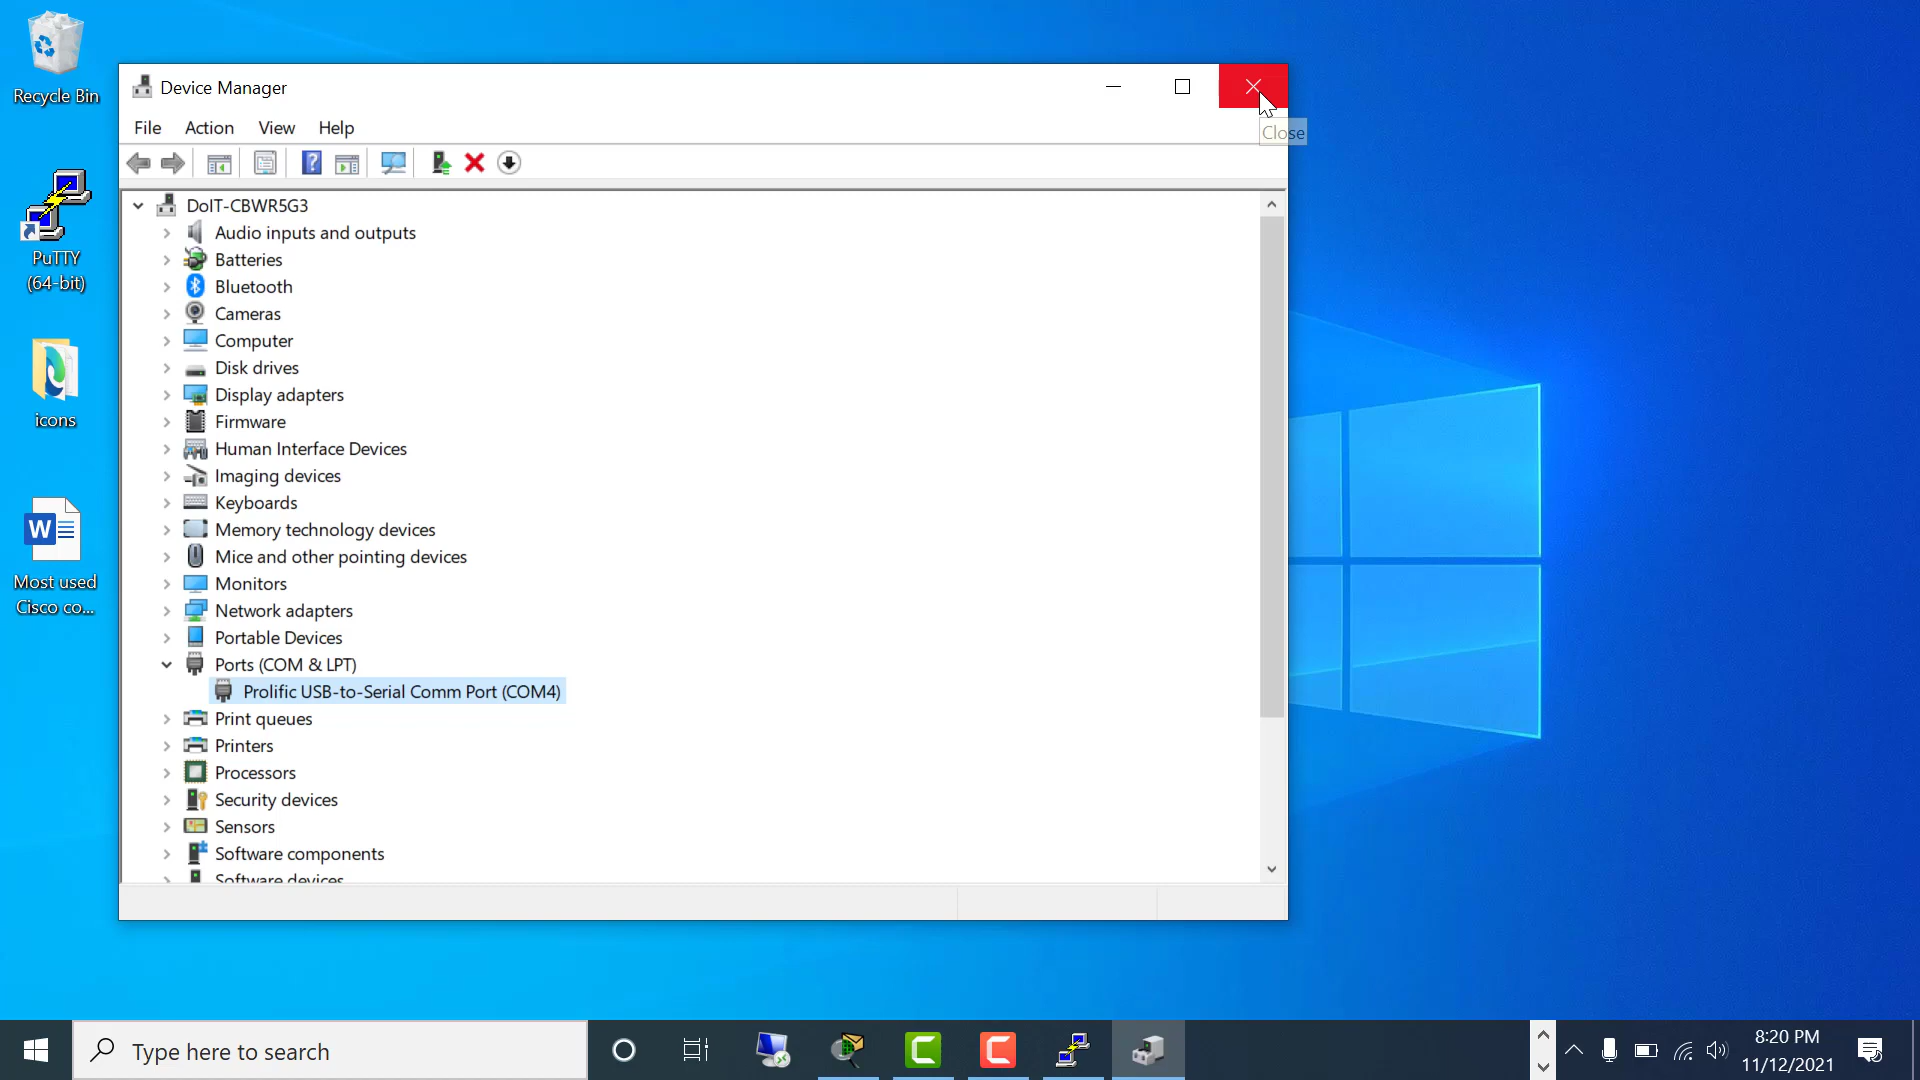 Recycle Bin
PuTTY
(64-bit)
icons
Most used
Cisco co...
Device Manager
Close
File Action View Help
DoIT-CBWR5G3
Audio inputs and outputs
Batteries
Bluetooth
Cameras
Computer
Disk drives
Display adapters
Firmware
Human Interface Devices
Imaging devices
Keyboards
Memory technology devices
Mice and other pointing devices
Monitors
Network adapters
Portable Devices
Ports (COM & LPT)
Prolific USB-to-Serial Comm Port (COM4)
Print queues
Printers
Processors
Security devices
Sensors
Software components
Software devices
Type here to search
8:20 PM
11/12/2021